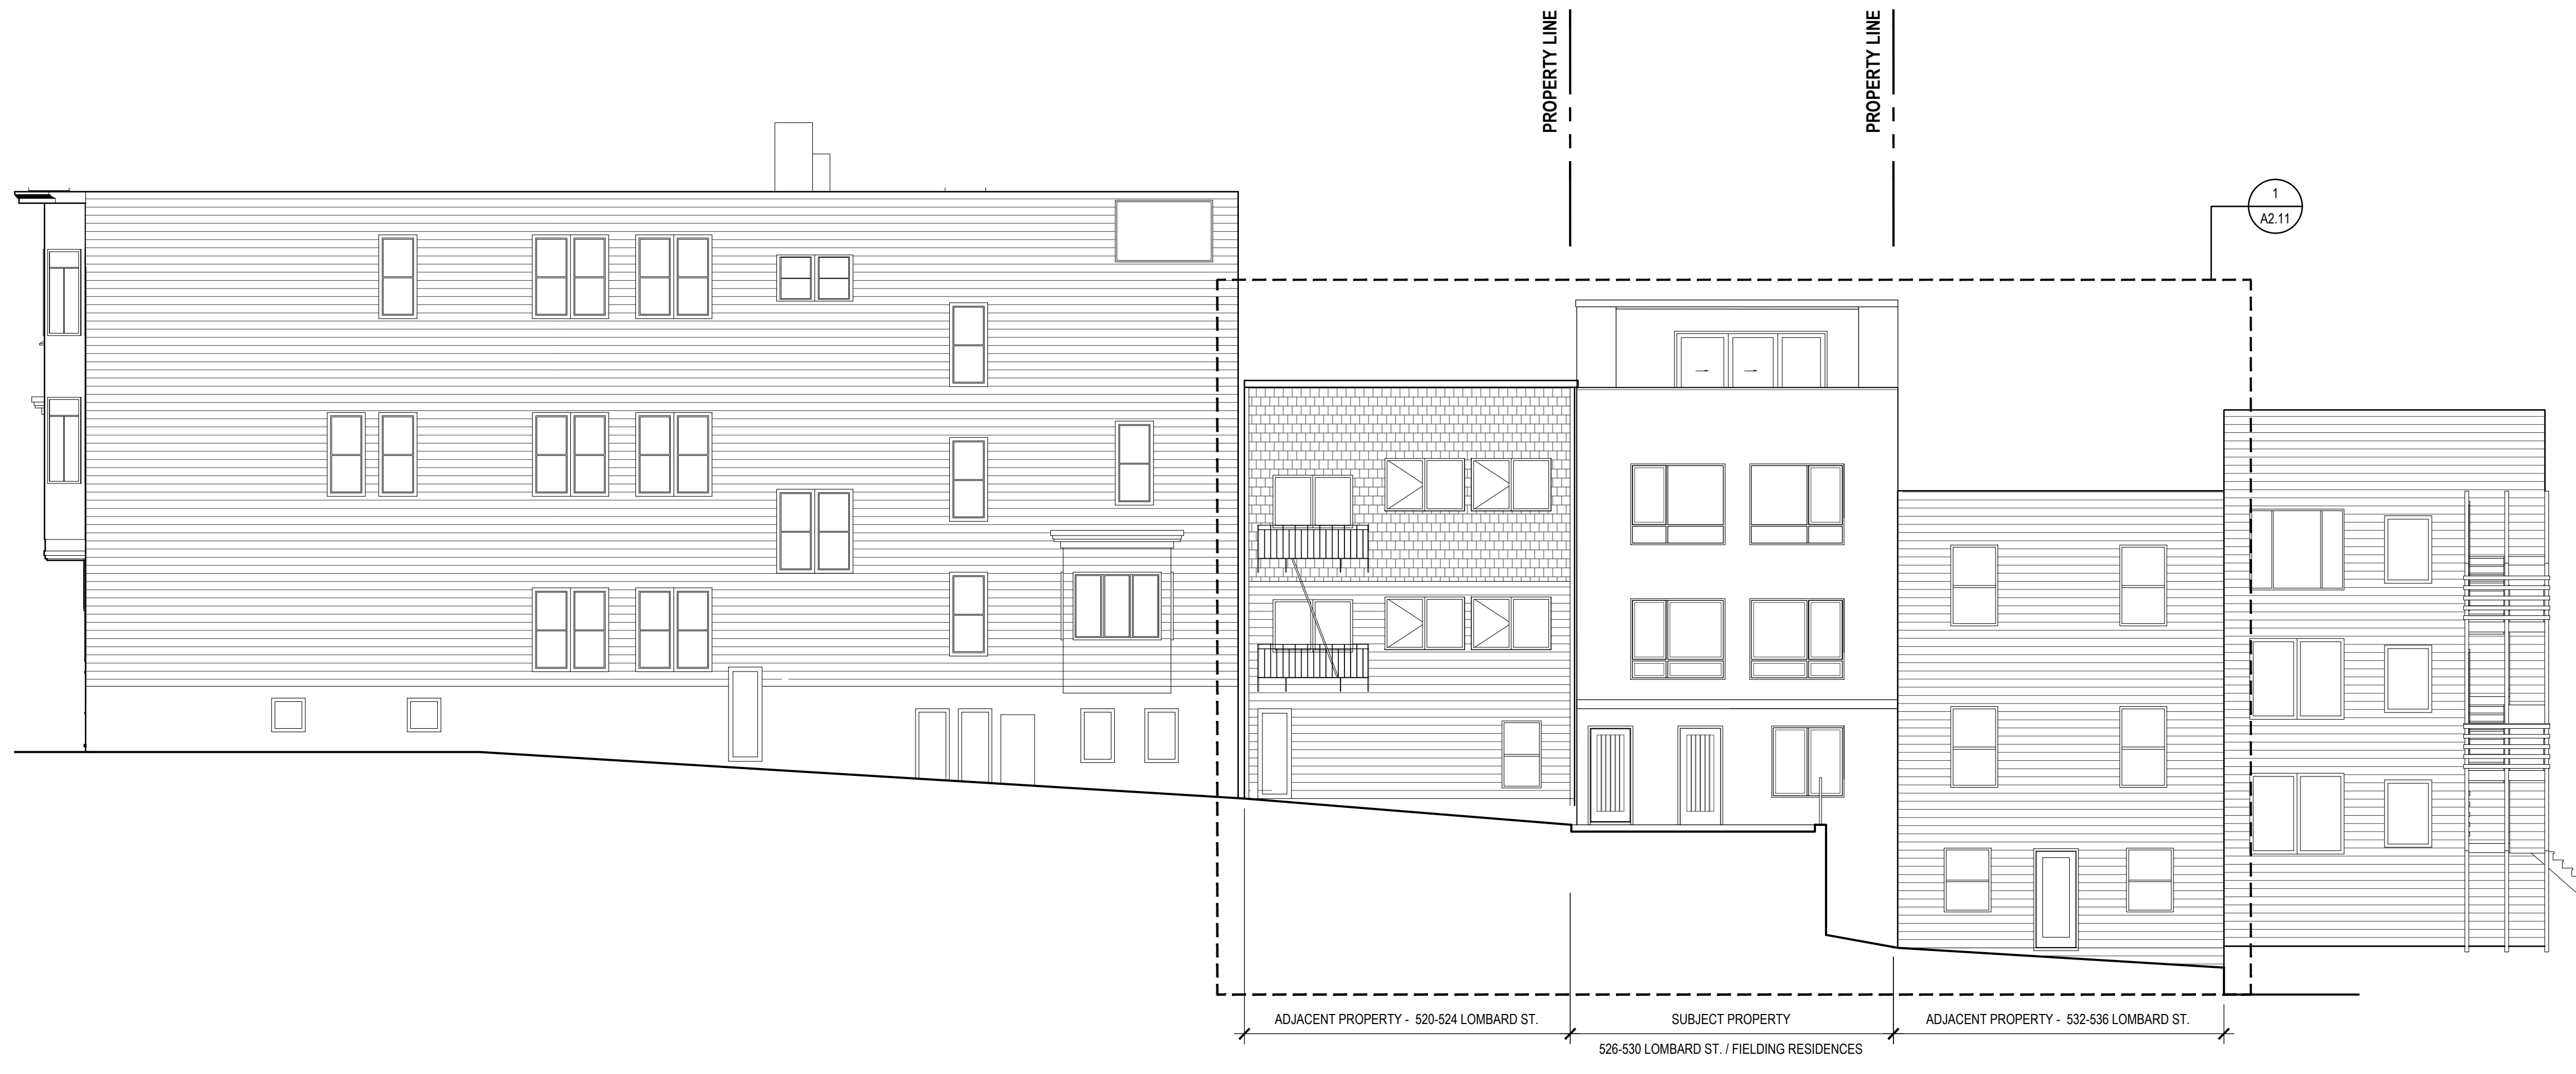 PROPERTY LINE
PROPERTY LINE
1
A2.11
ADJACENT PROPERTY - 520-524 LOMBARD ST.
SUBJECT PROPERTY
ADJACENT PROPERTY - 532-536 LOMBARD ST.
526-530 LOMBARD ST. / FIELDING RESIDENCES